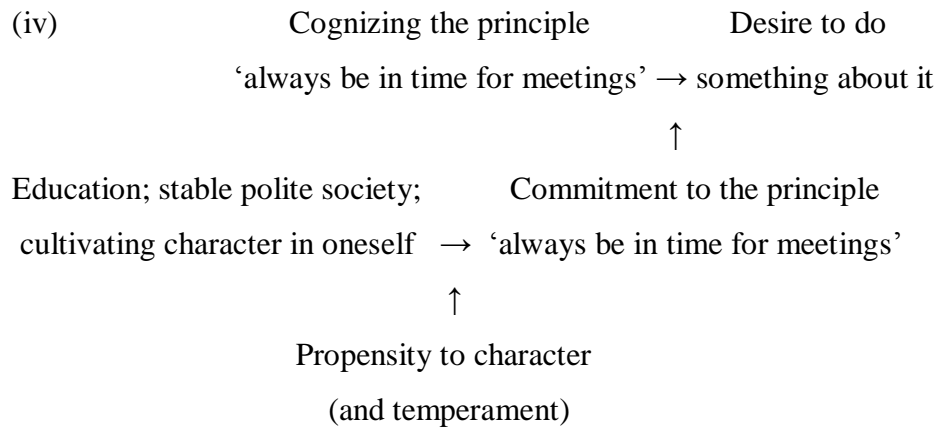 (iv) Cognizing the principle Desire to do
‘always be in time for meetings’ → something about it
↑
Education; stable polite society; Commitment to the principle
cultivating character in oneself → ‘always be in time for meetings’
↑
Propensity to character
(and temperament)